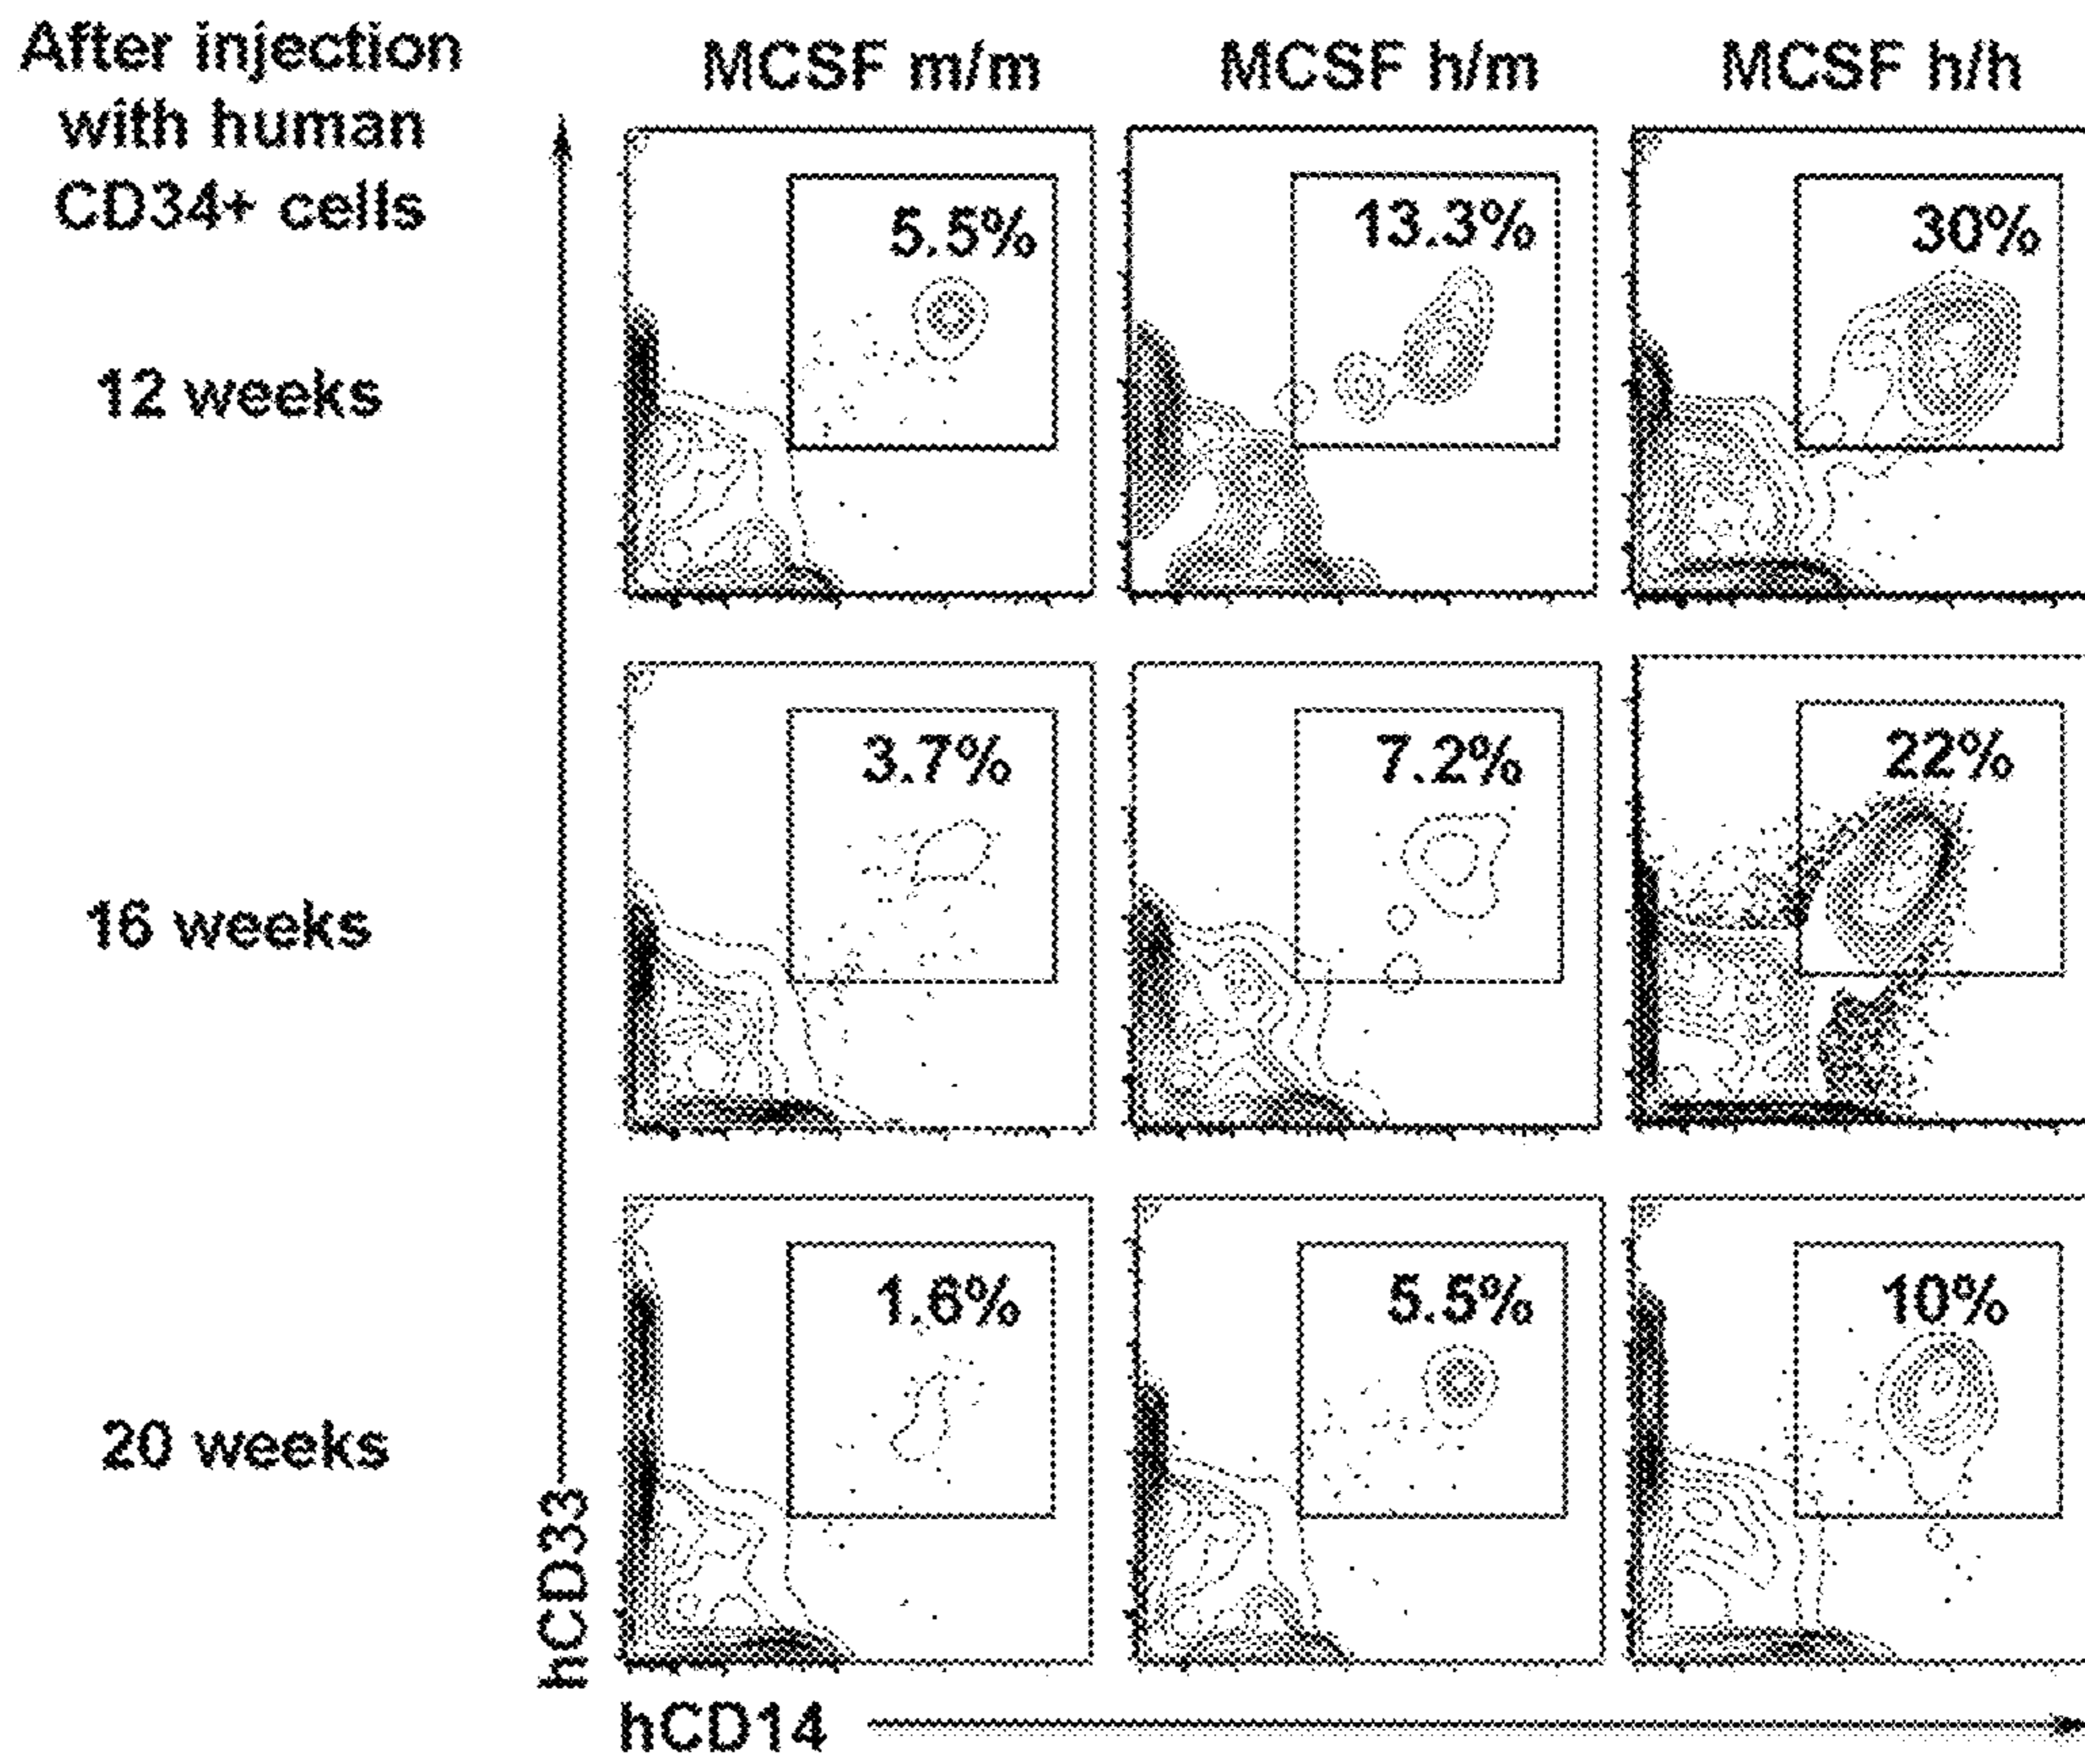 After injection
with human
CD34+ cells
MCSF m/m
MCSF h/m
MCSF h/h
12 weeks
5.5%
13.3%
30%
16 weeks
3.7%
7.2%
22%
20 weeks
1.6%
5.5%
10%
hCD33
hCD14